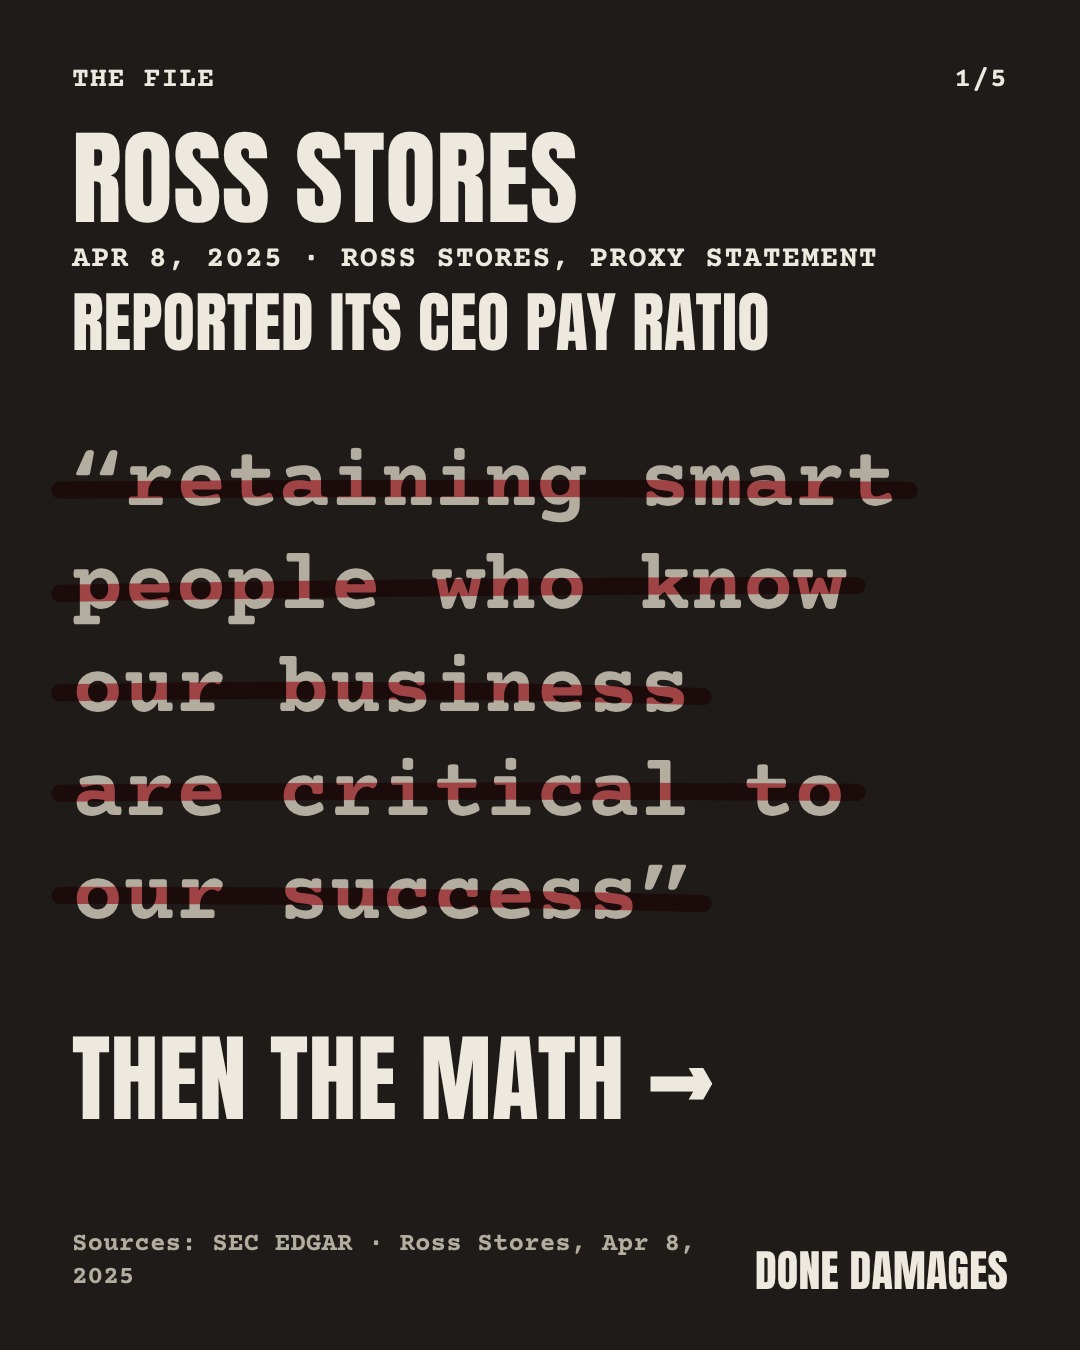 THE FILE
1/5
ROSS STORES
APR 8, 2025 · ROSS STORES, PROXY STATEMENT
REPORTED ITS CEO PAY RATIO
“retaining smart
people who know
our business
are critical to
our success”
THEN THE MATH →
Sources: SEC EDGAR · Ross Stores, Apr 8,
2025
DONE DAMAGES